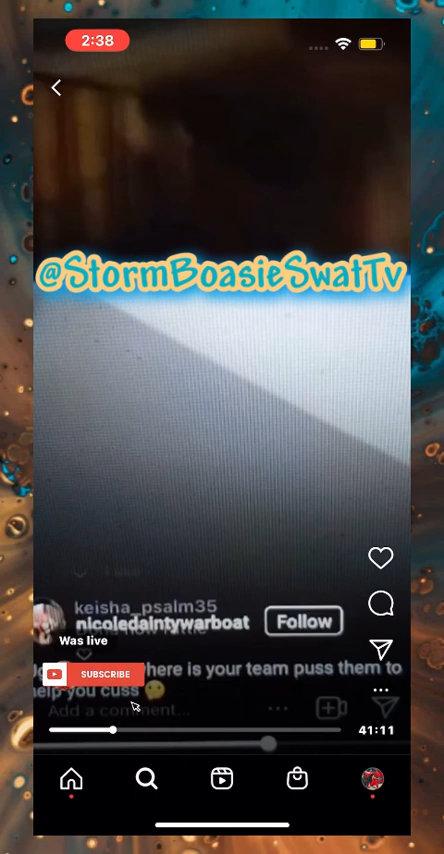 2:38
@StormBoasieSwatTv
keisha_psalm35
nicoledaintywarboat
Follow
Was live
here is your team puss them to
SUBSCRIBE
you cuss 😬
Add a comment...
41:11